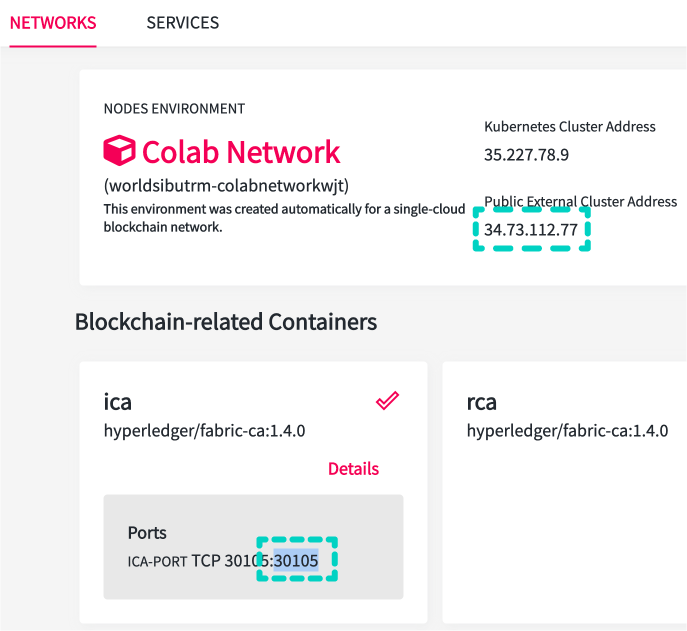 NETWORKS
SERVICES
NODES ENVIRONMENT
Colab Network
(worldsibutrm-colabnetworkwjt)
This environment was created automatically for a single-cloud
blockchain network.
Kubernetes Cluster Address
35.227.78.9
Public External Cluster Address
34.73.112.77
Blockchain-related Containers
ica
hyperledger/fabric-ca:1.4.0
Details
Ports
ICA-PORT TCP 30105:30105
rca
hyperledger/fabric-ca:1.4.0